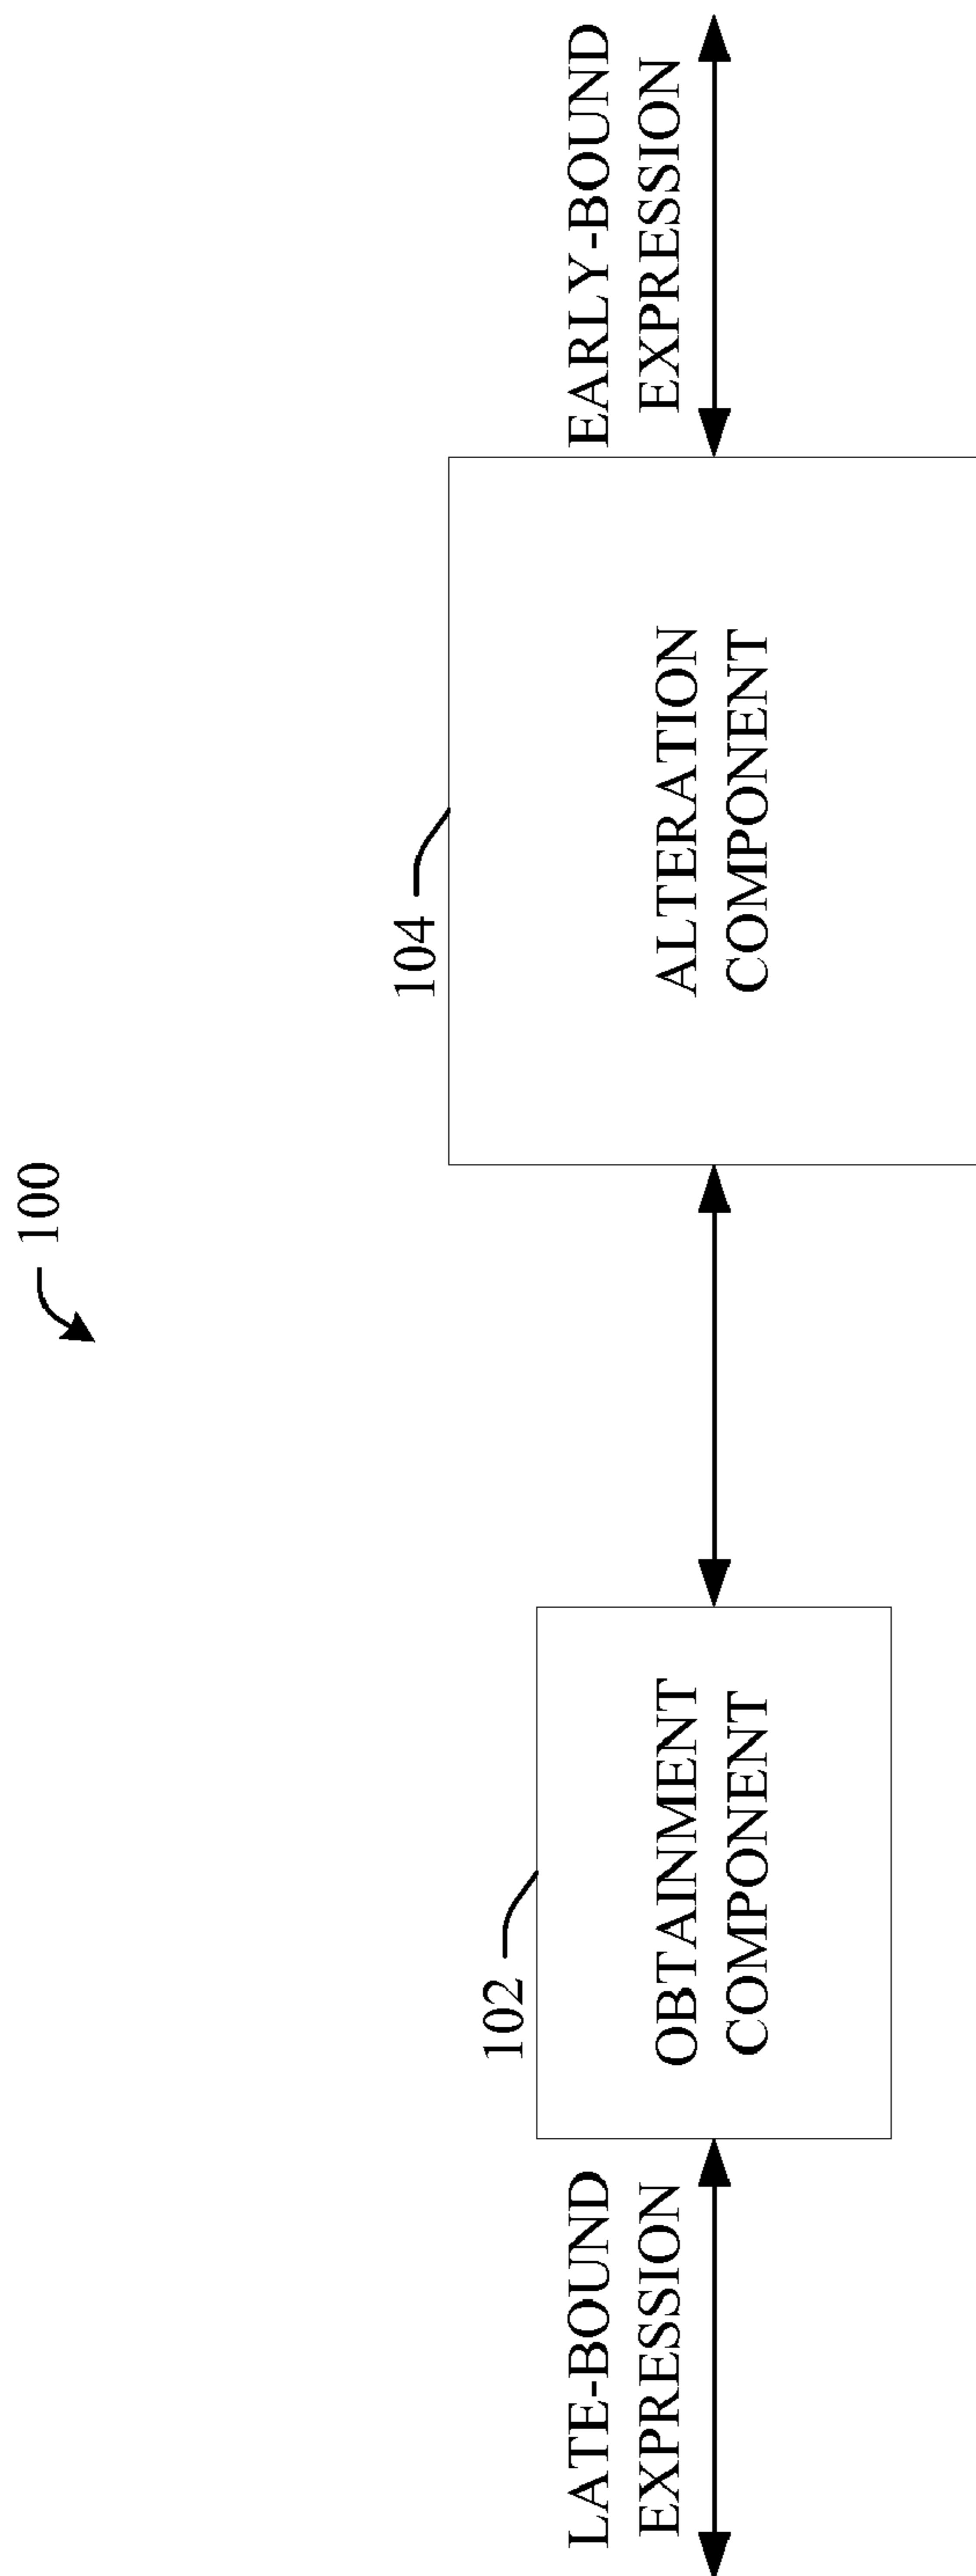 100
102
104
LATE-BOUND
EXPRESSION
OBTAINMENT
COMPONENT
ALTERATION
COMPONENT
EARLY-BOUND
EXPRESSION